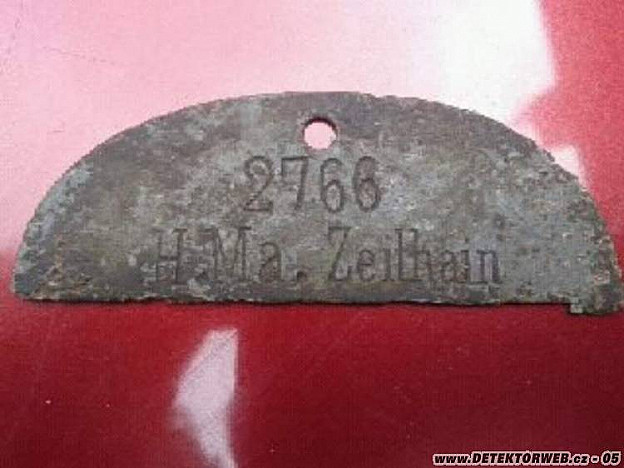 2766
H.Ma. Zeithain
www.DETEKTORWEB.cz - 05